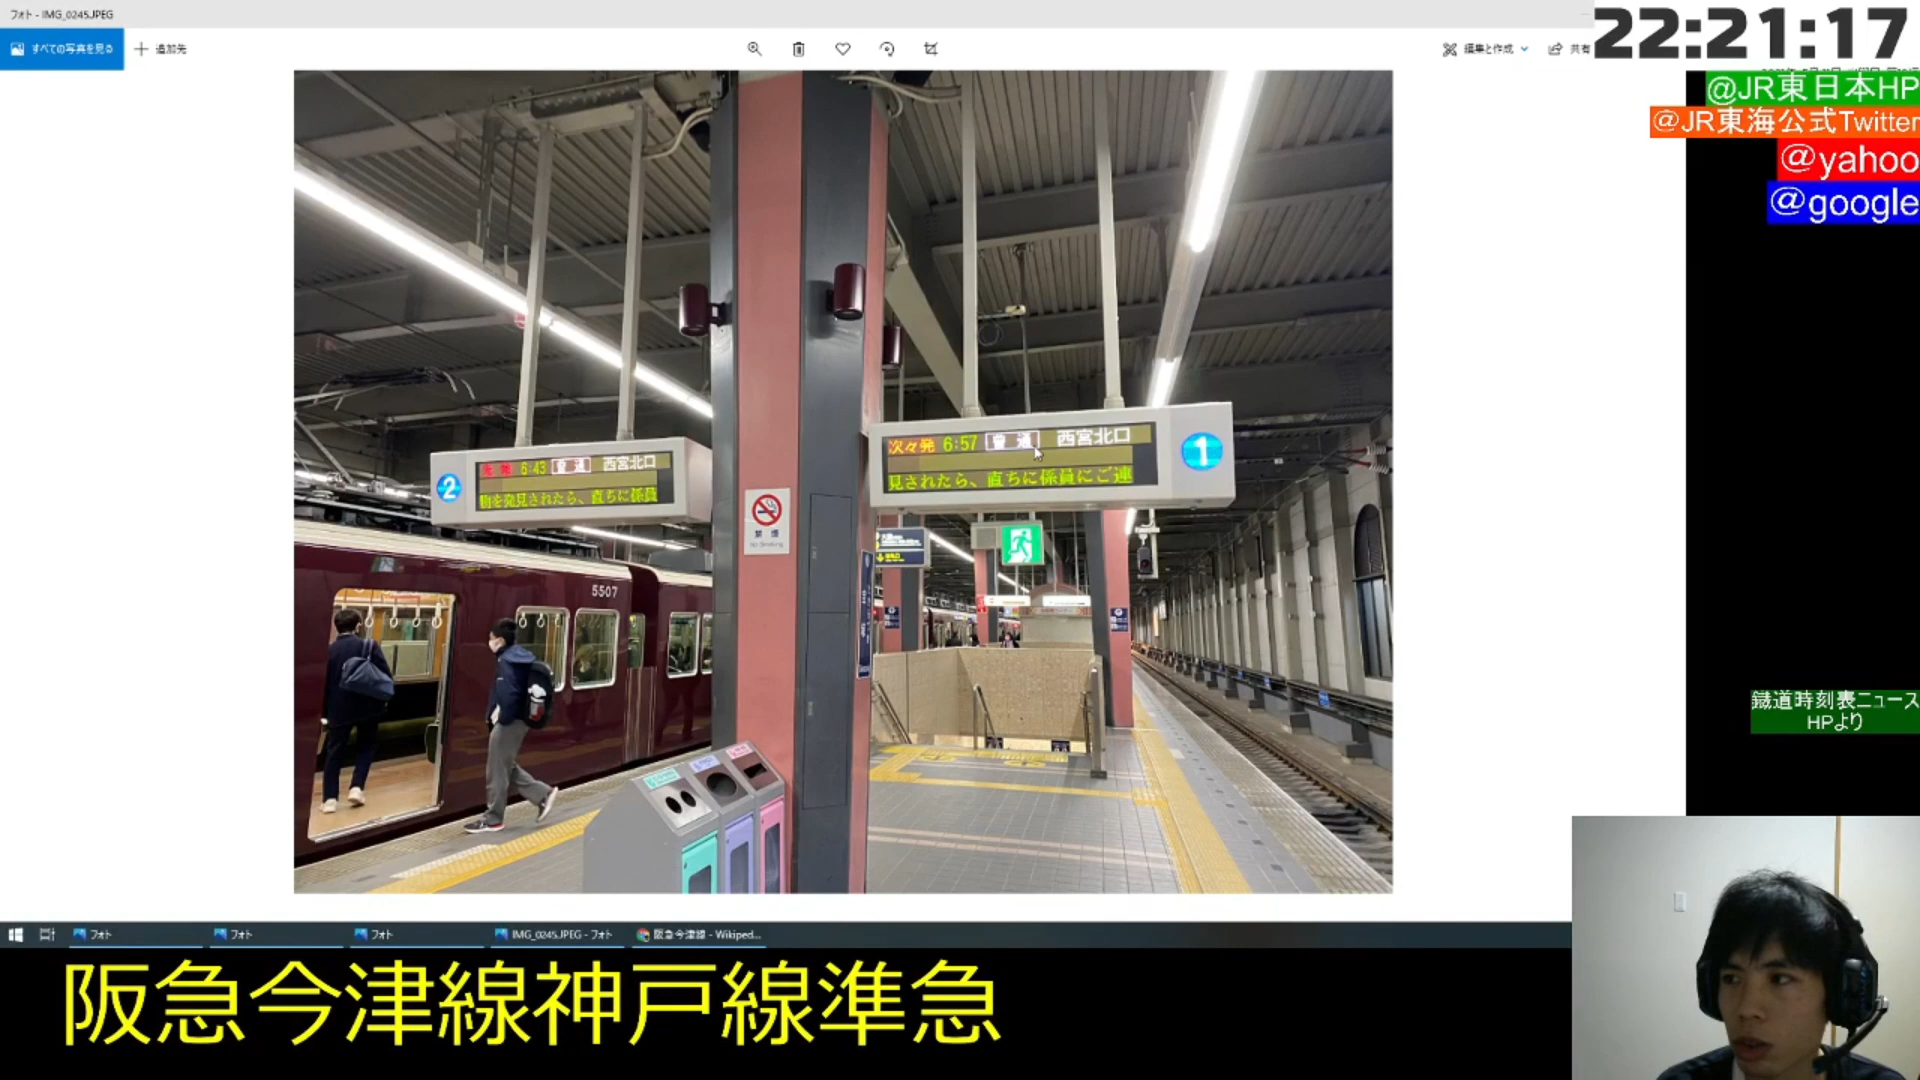 フォト - IMG_0245.JPEG
22:21:17
すべての写真を見る
追加先
編集と作成
共有
@JR東日本HP
@JR東海公式Twitter
@yahoo
@google
次々発 6:57 普通 西宮北口
見されたら、直ちに係員にご連
1
2
6:43 普通 西宮北口
物を発見されたら、直ちに係員
禁煙
No Smoking
5507
鐡道時刻表ニュース
HPより
フォト
フォト
フォト
IMG_0245.JPEG - フォト
阪急今津線 - Wikiped...
阪急今津線神戸線準急